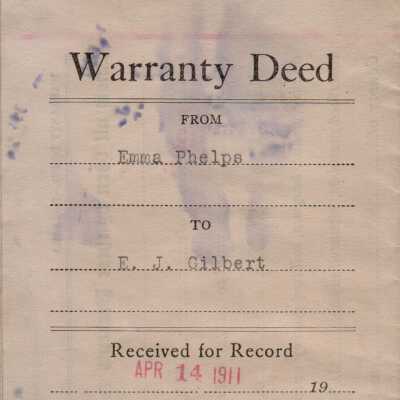 Warranty Deed
FROM
Emma Phelps
TO
E. J. Gilbert
Received for Record
APR 14 1911
19